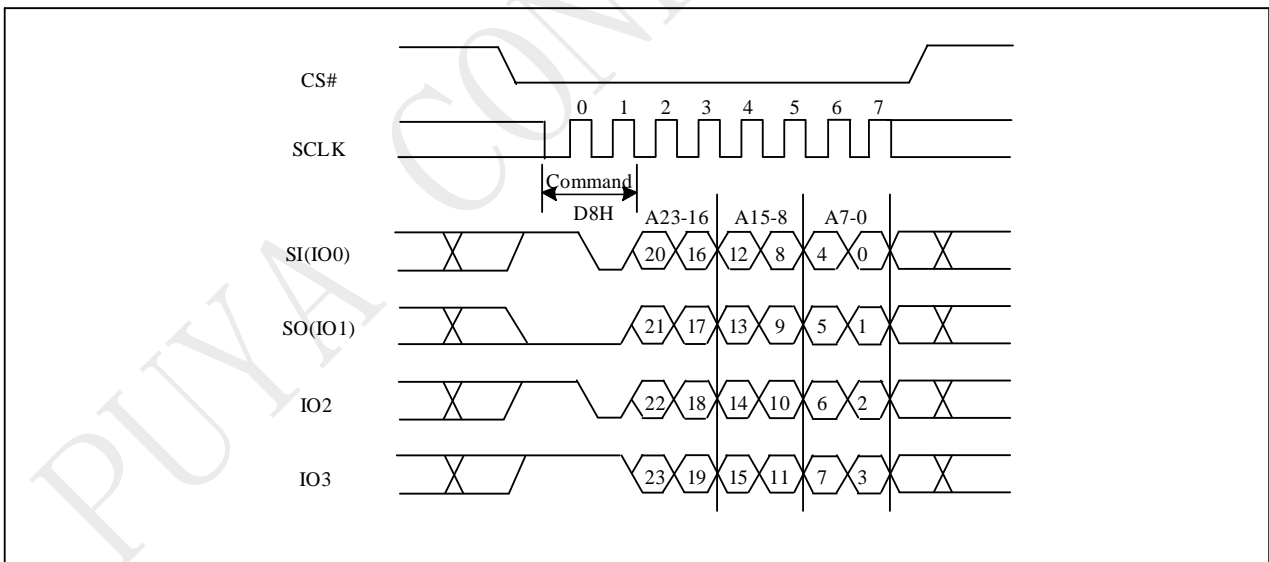 PUYA CON
CS#
0 1 2 3 4 5 6 7
SCLK
Command
D8H
A23-16 A15-8 A7-0
SI(IO0) 20 16 12 8 4 0
SO(IO1) 21 17 13 9 5 1
IO2 22 18 14 10 6 2
IO3 23 19 15 11 7 3